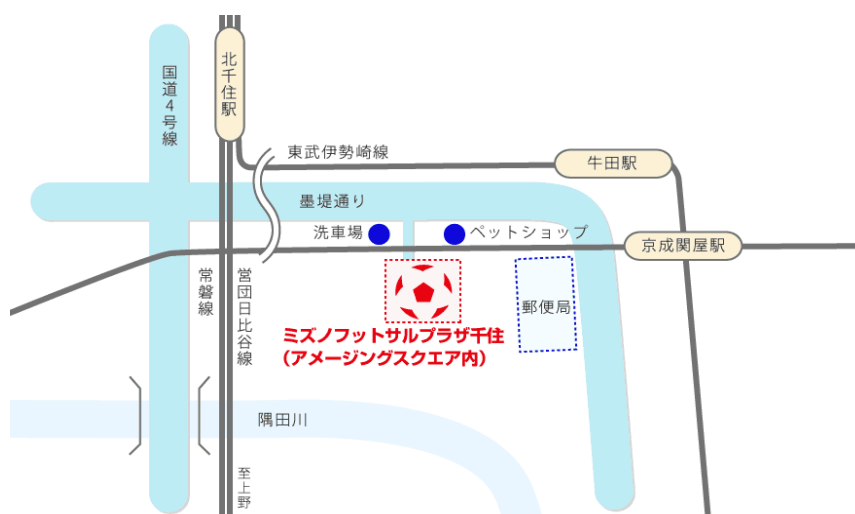 国道4号線
北千住駅
東武伊勢崎線
牛田駅
墨堤通り
洗車場
ペットショップ
京成関屋駅
常磐線
営団日比谷線
郵便局
ミズノフットサルプラザ千住
（アメージングスクエア内）
隅田川
至上野